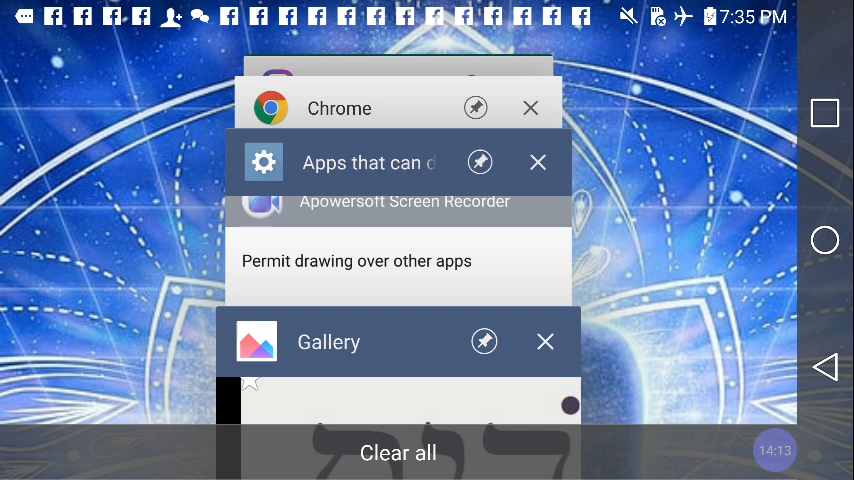 7:35 PM
Chrome
Apps that can d
Apowersoft Screen Recorder
Permit drawing over other apps
Gallery
Clear all
14:13